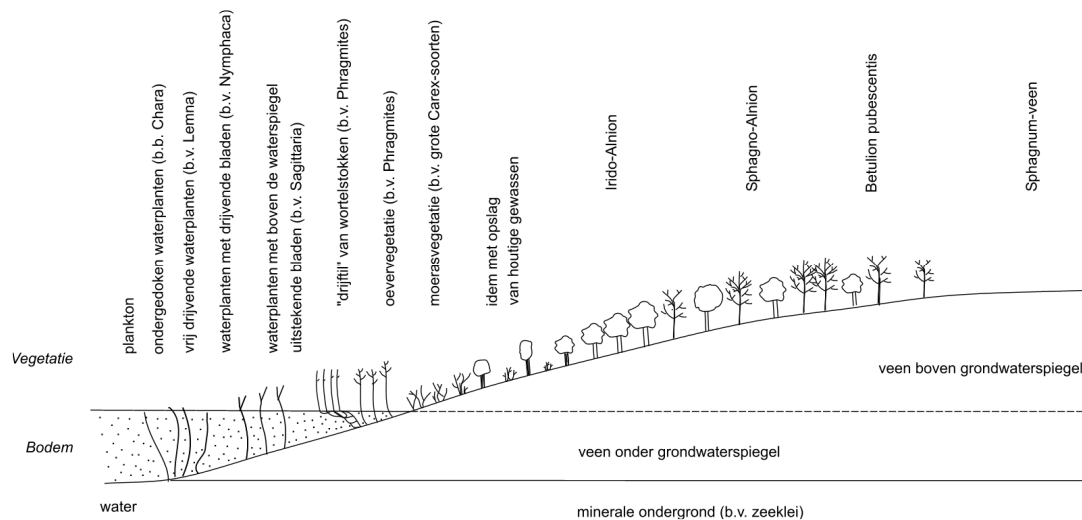 plankton
ondergedoken waterplanten (b.b. Chara)
vrij drijvende waterplanten (b.v. Lemna)
waterplanten met drijvende bladen (b.v. Nymphaca)
waterplanten met boven de waterspiegel
uitstekende bladen (b.v. Sagittaria)
"drijftil" van wortelstokken (b.v. Phragmites)
oevervegetatie (b.v. Phragmites)
moerasvegetatie (b.v. grote Carex-soorten)
idem met opslag
van houtige gewassen
Irido-Alnion
Sphagno-Alnion
Betulion pubescentis
Sphagnum-veen
Vegetatie
veen boven grondwaterspiegel
Bodem
veen onder grondwaterspiegel
water
minerale ondergrond (b.v. zeeklei)